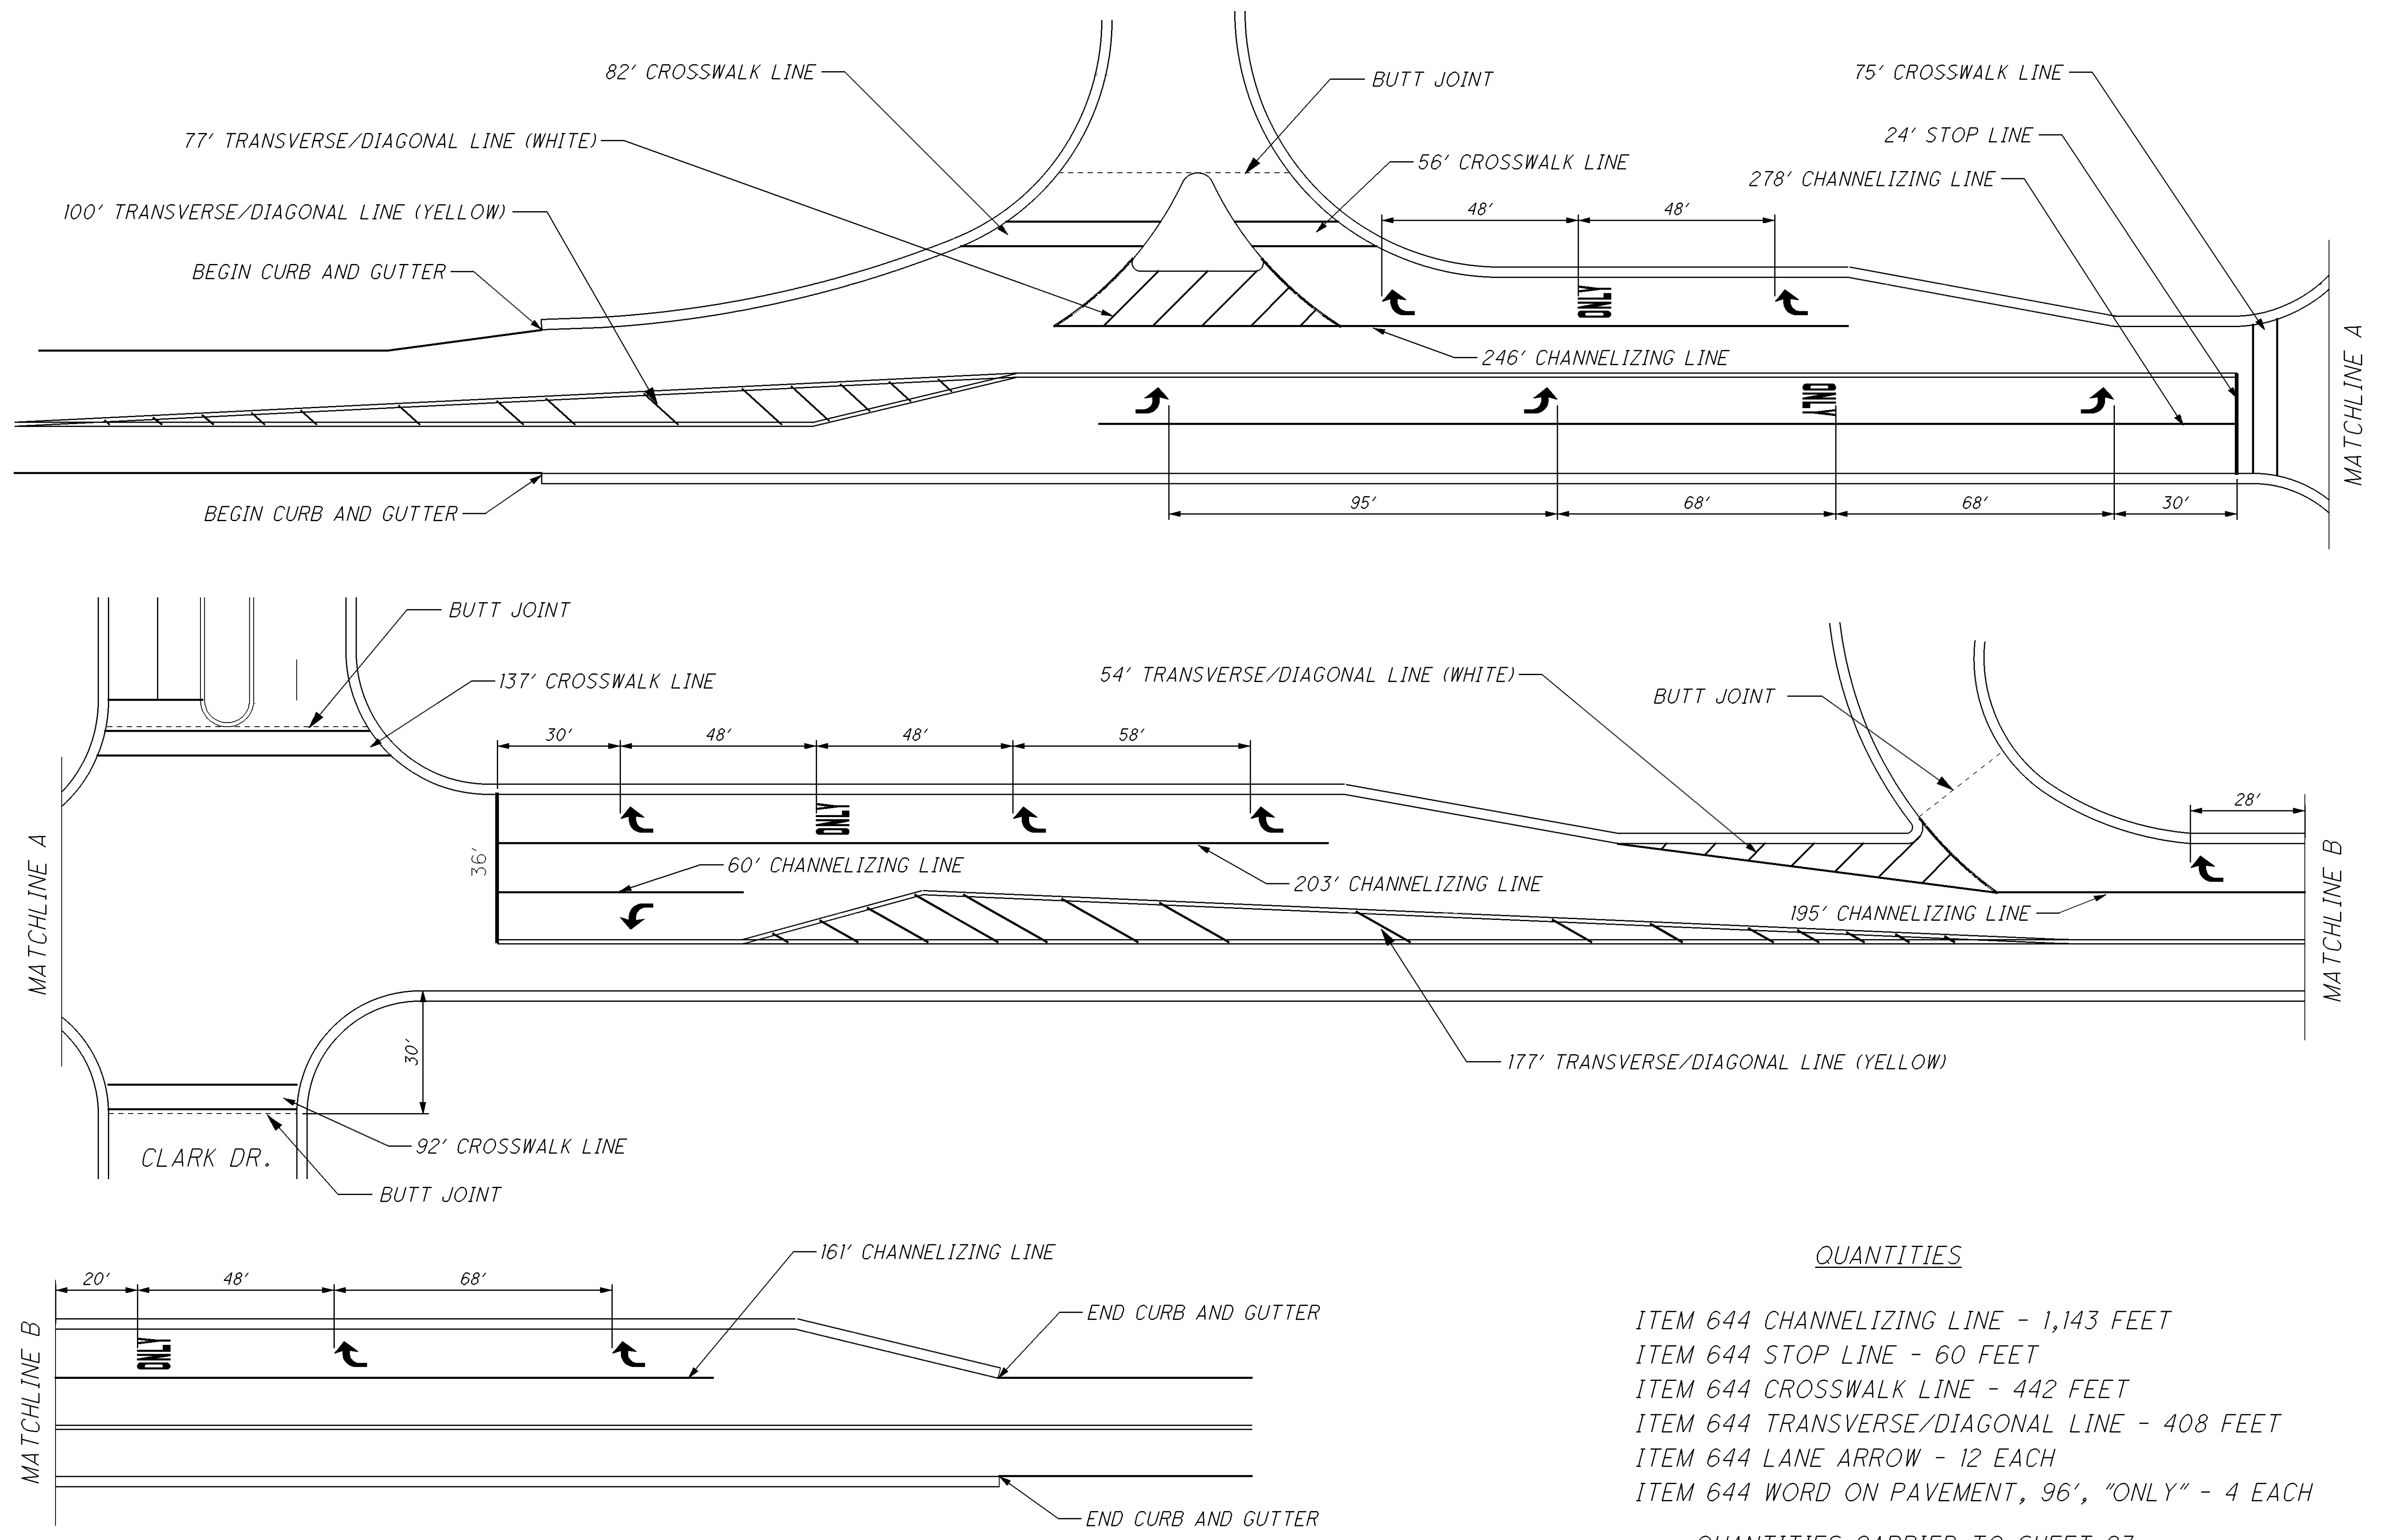 82' CROSSWALK LINE
BUTT JOINT
75' CROSSWALK LINE
77' TRANSVERSE/DIAGONAL LINE (WHITE)
24' STOP LINE
56' CROSSWALK LINE
278' CHANNELIZING LINE
100' TRANSVERSE/DIAGONAL LINE (YELLOW)
48'
48'
BEGIN CURB AND GUTTER
ONLY
246' CHANNELIZING LINE
MATCHLINE A
ONLY
BEGIN CURB AND GUTTER
95'
68'
68'
30'
BUTT JOINT
137' CROSSWALK LINE
54' TRANSVERSE/DIAGONAL LINE (WHITE)
BUTT JOINT
30'
48'
48'
58'
28'
ONLY
36'
60' CHANNELIZING LINE
203' CHANNELIZING LINE
195' CHANNELIZING LINE
MATCHLINE A
MATCHLINE B
30'
177' TRANSVERSE/DIAGONAL LINE (YELLOW)
92' CROSSWALK LINE
CLARK DR.
BUTT JOINT
161' CHANNELIZING LINE
20'
48'
68'
END CURB AND GUTTER
ONLY
MATCHLINE B
END CURB AND GUTTER
QUANTITIES
ITEM 644 CHANNELIZING LINE - 1,143 FEET
ITEM 644 STOP LINE - 60 FEET
ITEM 644 CROSSWALK LINE - 442 FEET
ITEM 644 TRANSVERSE/DIAGONAL LINE - 408 FEET
ITEM 644 LANE ARROW - 12 EACH
ITEM 644 WORD ON PAVEMENT, 96', "ONLY" - 4 EACH